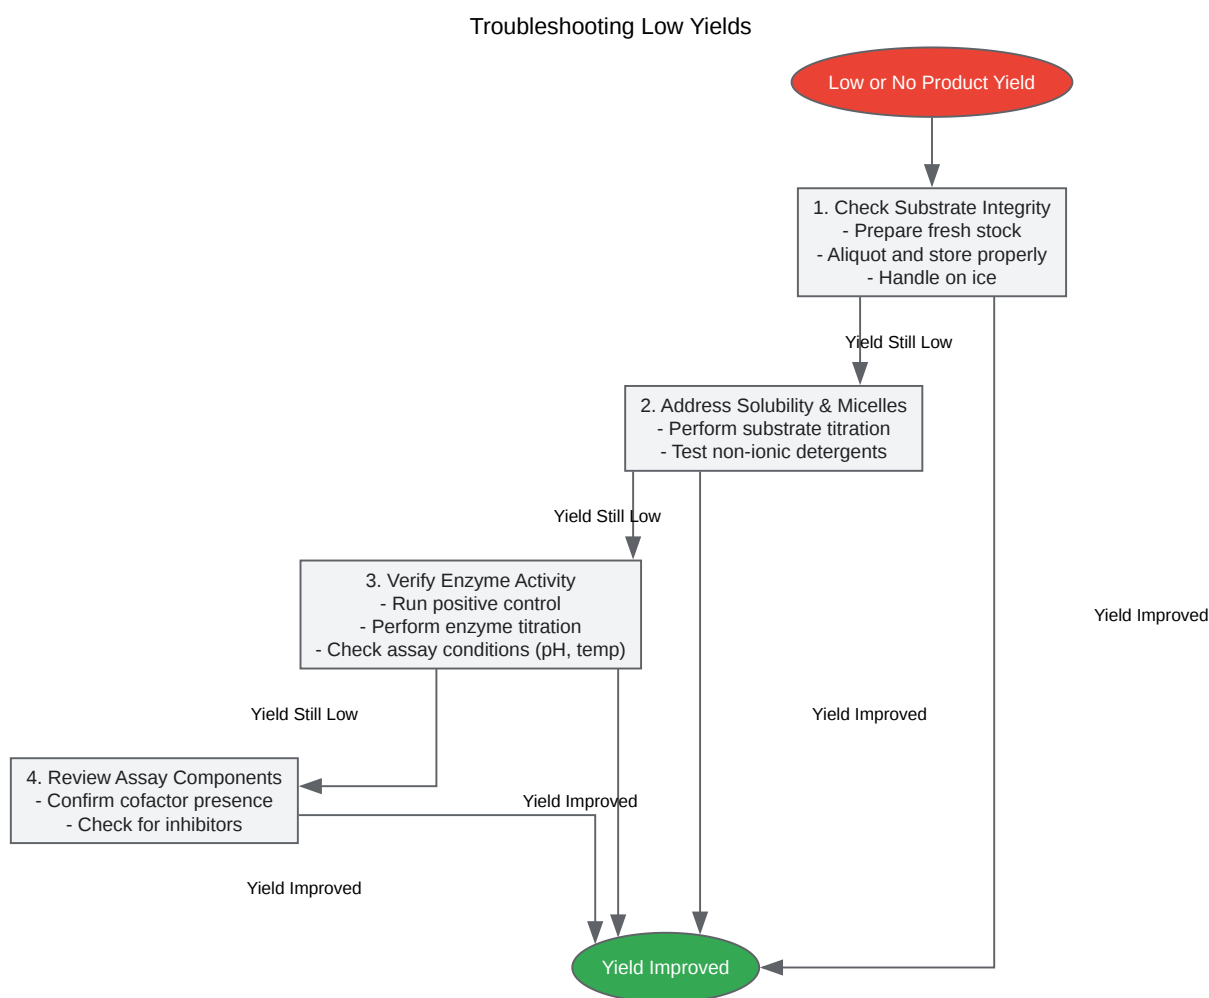 Troubleshooting Low Yields
Low or No Product Yield
1. Check Substrate Integrity
- Prepare fresh stock
- Aliquot and store properly
- Handle on ice
Yield Still Low
2. Address Solubility & Micelles
- Perform substrate titration
- Test non-ionic detergents
Yield Still Low
3. Verify Enzyme Activity
- Run positive control
- Perform enzyme titration
- Check assay conditions (pH, temp)
Yield Improved
Yield Still Low
Yield Improved
4. Review Assay Components
- Confirm cofactor presence
- Check for inhibitors
Yield Improved
Yield Improved
Yield Improved